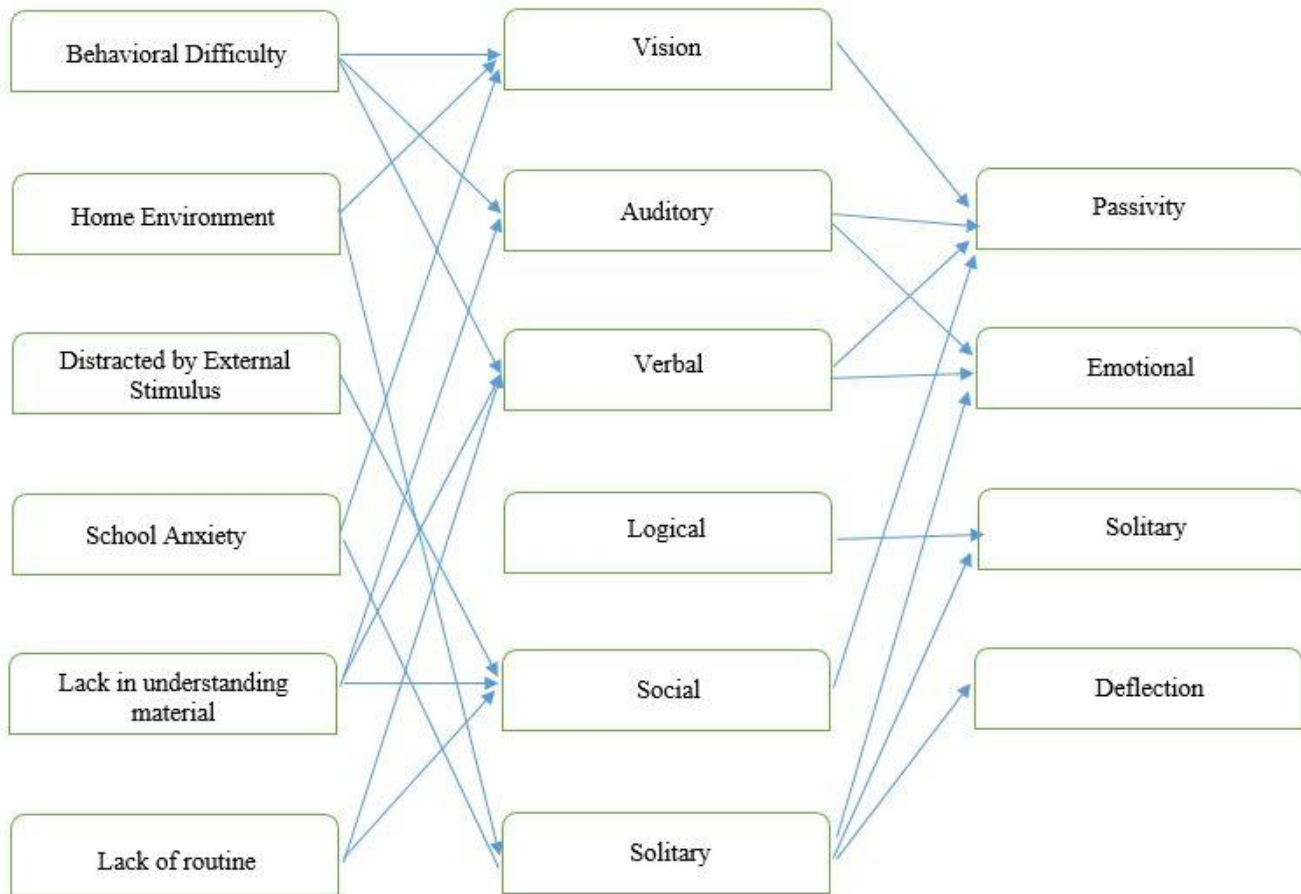 Behavioral Difficulty
Home Environment
Distracted by External
Stimulus
School Anxiety
Lack in understanding
material
Lack of routine
Vision
Auditory
Verbal
Logical
Social
Solitary
Passivity
Emotional
Solitary
Deflection